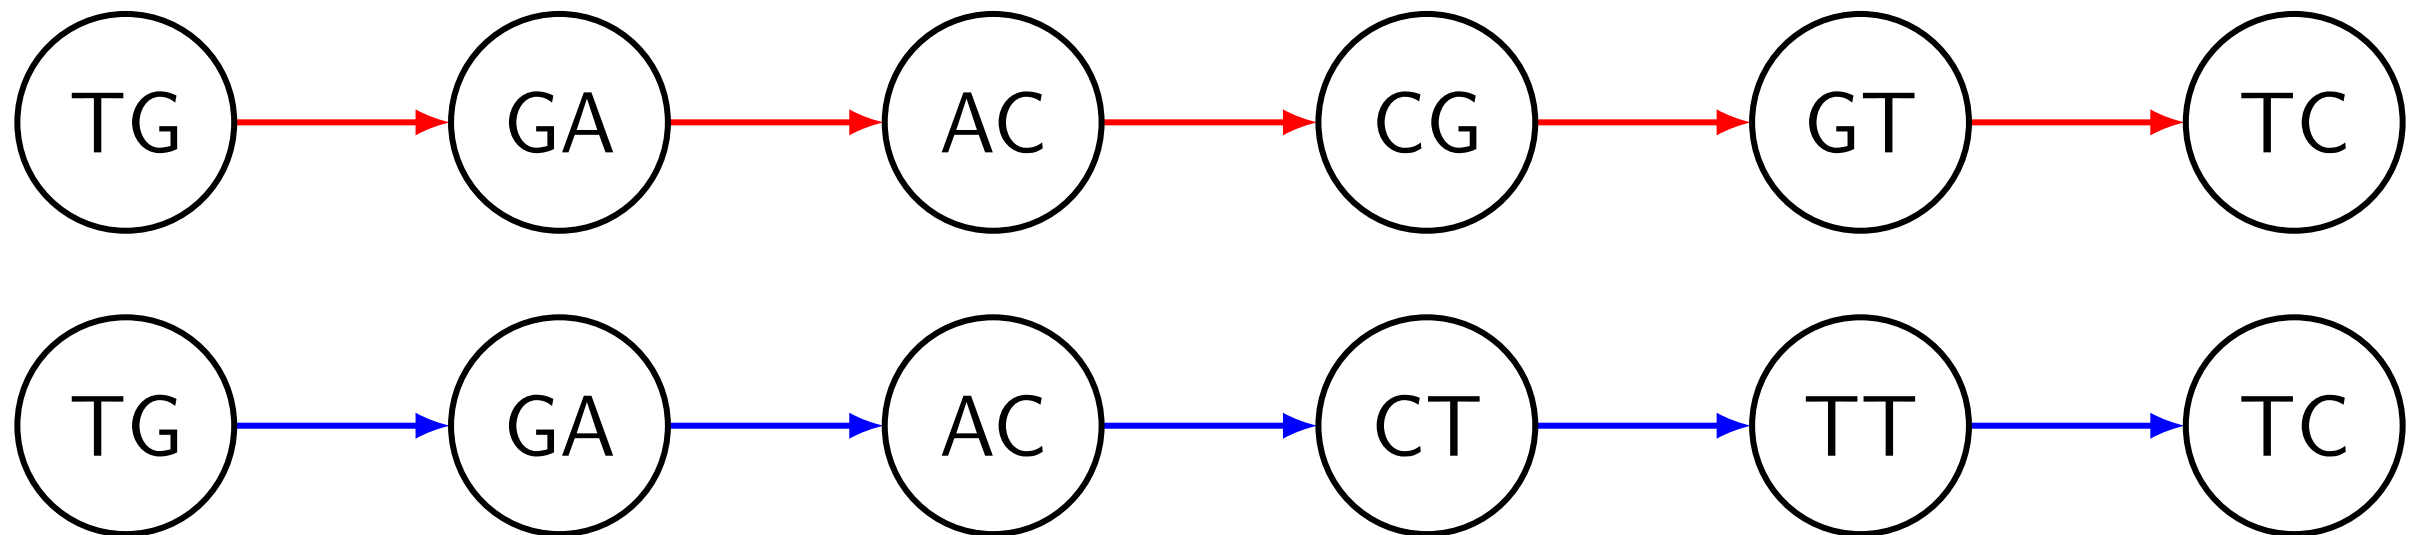 TG GA AC CG GT TC
TG GA AC CT TT TC